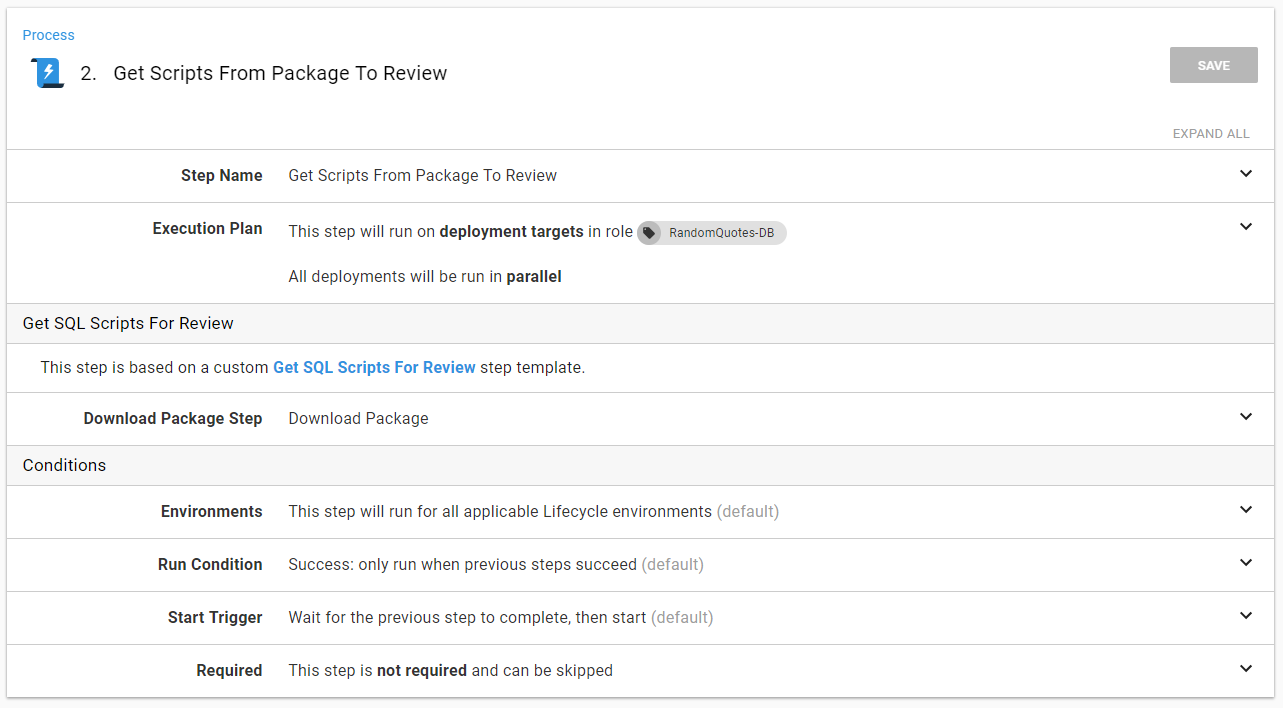 Process
2. Get Scripts From Package To Review
SAVE
EXPAND ALL
Step Name Get Scripts From Package To Review
Execution Plan This step will run on deployment targets in role RandomQuotes-DB
All deployments will be run in parallel
Get SQL Scripts For Review
This step is based on a custom Get SQL Scripts For Review step template.
Download Package Step Download Package
Conditions
Environments This step will run for all applicable Lifecycle environments (default)
Run Condition Success: only run when previous steps succeed (default)
Start Trigger Wait for the previous step to complete, then start (default)
Required This step is not required and can be skipped